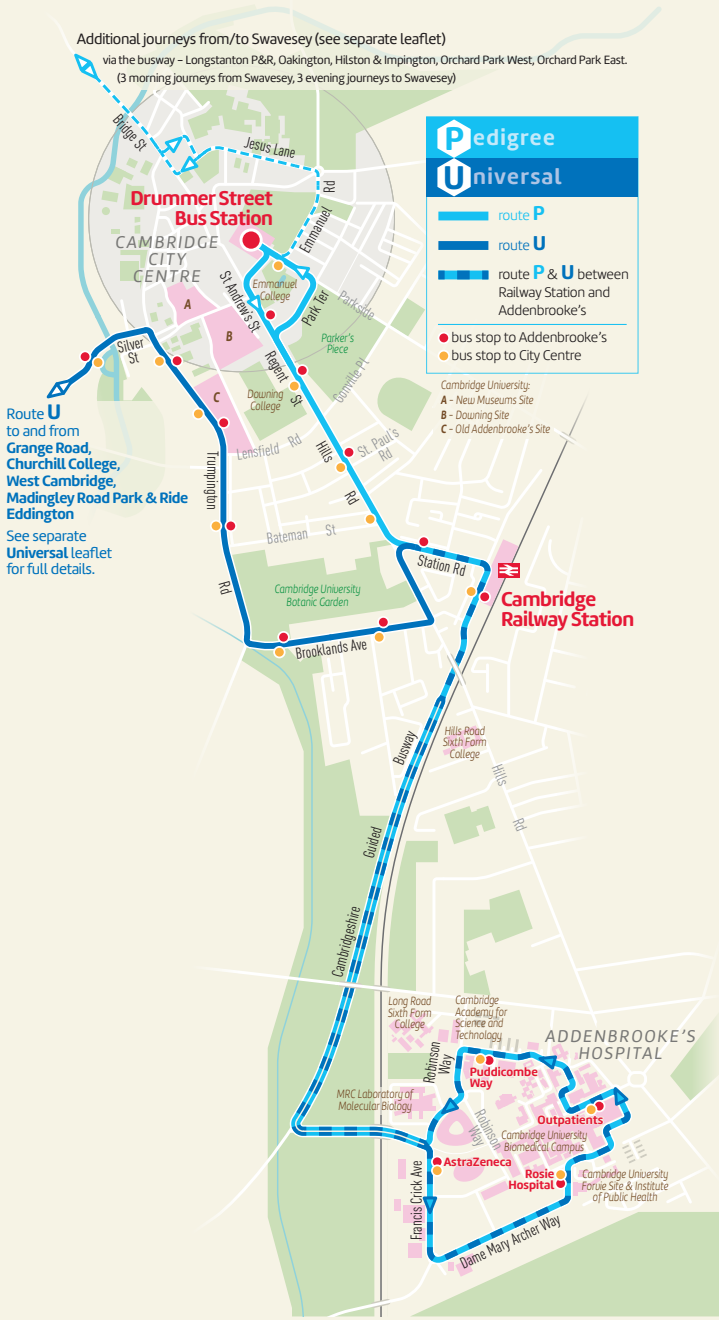 Additional journeys from/to Swavesey (see separate leaflet)
via the busway – Longstanton P&R, Oakington, Hilston & Impington, Orchard Park West, Orchard Park East.
(3 morning journeys from Swavesey, 3 evening journeys to Swavesey)
Bridge St
Jesus Lane
Emmanuel Rd
Drummer Street
Bus Station
CAMBRIDGE
CITY
CENTRE
Pedigree
Universal
route P
route U
route P & U between
Railway Station and
Addenbrooke's
bus stop to Addenbrooke's
bus stop to City Centre
Cambridge University:
A - New Museums Site
B - Downing Site
C - Old Addenbrooke's Site
St Andrew's St
Emmanuel
College
Park Ter
Parkside
A
B
C
Parker's
Piece
Regent St
Gonville Pl
Downing
College
Silver
St
Route U
to and from
Grange Road,
Churchill College,
West Cambridge,
Madingley Road Park & Ride
Eddington
See separate
Universal leaflet
for full details.
Lensfield Rd
Hills Rd
St. Paul's
Rd
Trumpington Rd
Bateman St
Station Rd
Cambridge University
Botanic Garden
Cambridge
Railway Station
Brooklands Ave
Hills Road
Sixth Form
College
Hills Rd
Cambridgeshire Guided Busway
Long Road
Sixth Form
College
Cambridge
Academy for
Science and
Technology
ADDENBROOKE'S
HOSPITAL
Robinson
Way
Puddicombe
Way
MRC Laboratory of
Molecular Biology
Robinson
Way
Outpatients
Cambridge University
Biomedical Campus
AstraZeneca
Rosie
Hospital
Cambridge University
Forvie Site & Institute
of Public Health
Francis Crick Ave
Dame Mary Archer Way